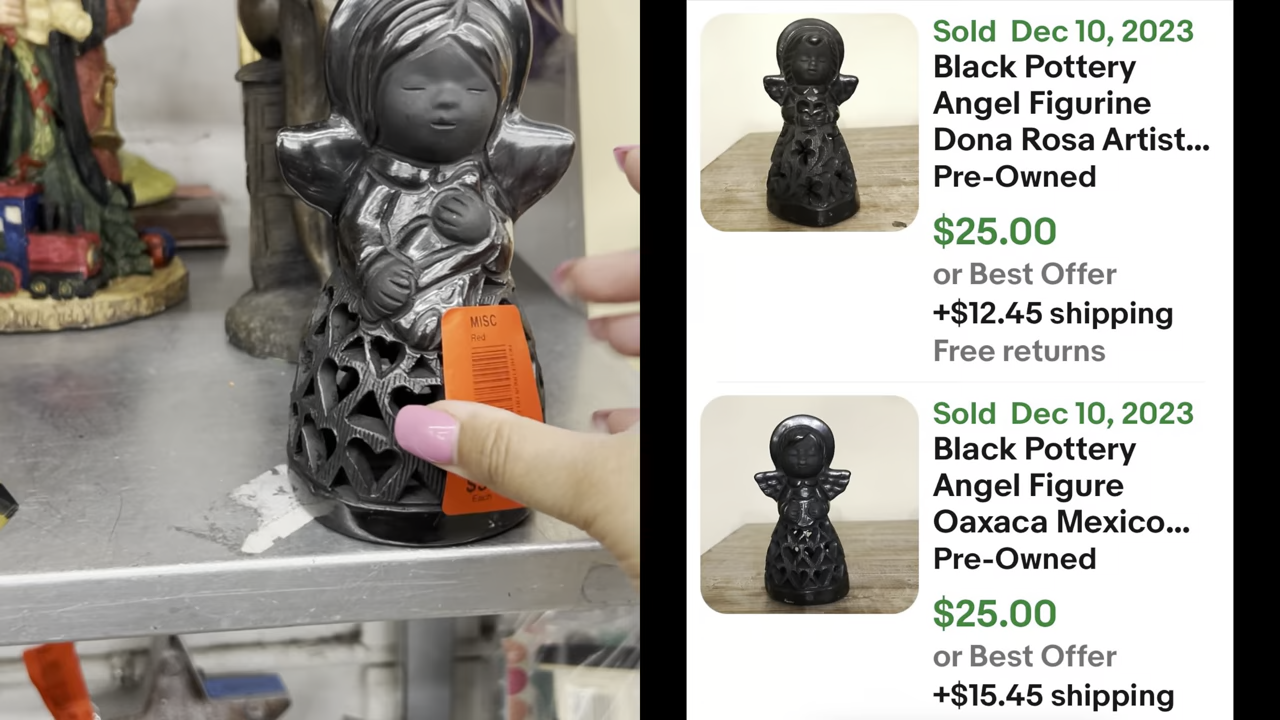 MISC
Red
Each
Sold Dec 10, 2023
Black Pottery
Angel Figurine
Dona Rosa Artist...
Pre-Owned
$25.00
or Best Offer
+$12.45 shipping
Free returns
Sold Dec 10, 2023
Black Pottery
Angel Figure
Oaxaca Mexico...
Pre-Owned
$25.00
or Best Offer
+$15.45 shipping